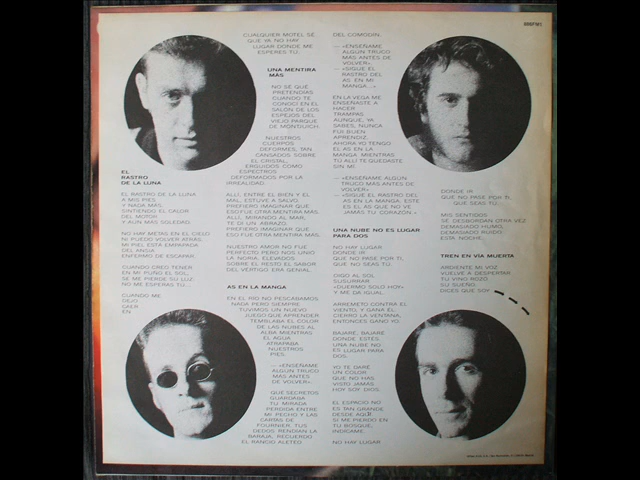 EL
RASTRO
DE LA LUNA
EL RASTRO DE LA LUNA
A MIS PIES,
Y NADA MÁS.
SINTIENDO EL CALOR
DEL MOTOR
Y AÚN MÁS SOLEDAD.
NO HAY METAS EN EL CIELO
NI PUEDO VOLVER ATRÁS.
MI PIEL ESTÁ EMPAPADA
DEL ANSIA
ENFERMO DE ESCAPAR.
CUANDO CREO TENER
EN MI PUÑO EL SOL,
SE ME PIERDE SU LUZ
NO ME ESPERAS TÚ...
CUANDO ME
DEJO
CAER
EN
CUALQUIER MOTEL SÉ
QUE YA NO HAY
LUGAR DONDE ME
ESPERES TÚ.
UNA MENTIRA
MÁS
NO SÉ QUÉ
PRETENDÍAS
CUANDO TE
CONOCÍ EN EL
SALÓN DE LOS
ESPEJOS DEL
VIEJO PARQUE
DE MONTJUICH.
NUESTROS
CUERPOS
DEFORMES, TAN
CANSADOS SOBRE
EL CRISTAL,
ERGUIDOS COMO
ESPECTROS
DEFORMADOS POR LA
IRREALIDAD.
ALLÍ, ENTRE EL BIEN Y EL
MAL, ESTUVE A SALVO.
PREFIERO IMAGINAR QUE
ESO FUE OTRA MENTIRA MÁS.
ALLÍ, MIRANDO AL MAR,
TE DI UN ABRAZO.
PREFIERO IMAGINAR QUE
ESO FUE OTRA MENTIRA MÁS.
NUESTRO AMOR NO FUE
PERFECTO PERO NOS UNIÓ
LA NORIA. ELEVADOS
SOBRE EL RESTO EL SABOR
DEL VÉRTIGO ERA GENIAL.
AS EN LA MANGA
EN EL RÍO NO PESCÁBAMOS
NADA PERO SIEMPRE
TUVIMOS UN NUEVO
JUEGO QUE APRENDER
TEMBLABA EL COLOR
DE LAS NUBES AL
ALBA MIENTRAS
EL AGUA
ATRAPABA
NUESTROS
PIES.
— «ENSÉÑAME
ALGÚN TRUCO
MÁS ANTES
DE VOLVER».
QUÉ SECRETOS
GUARDABA
TU MIRADA
PERDIDA ENTRE
MI PECHO Y LAS
CARTAS DE
FOURNIER TUS
DEDOS RENDÍAN LA
BARAJA, RECUERDO
EL RANCIO ALETEO
DEL COMODÍN.
— «ENSÉÑAME
ALGÚN TRUCO
MÁS ANTES DE
VOLVER».
— «SIGUE EL
RASTRO DEL
AS EN MI
MANGA...»
EN LA VEGA ME
ENSEÑASTE A
HACER
TRAMPAS
AUNQUE, YA
SABES, NUNCA
FUI BUEN
APRENDIZ.
AHORA YO TENGO
EL AS EN LA
MANGA MIENTRAS
TÚ ALLÍ TE QUEDASTE
SIN MÍ.
— «ENSÉÑAME ALGÚN
TRUCO MÁS ANTES DE
VOLVER».
— «SIGUE EL RASTRO DEL
AS EN LA MANGA. ESTE
ES EL AS QUE NO VE
JAMÁS TU CORAZÓN.»
UNA NUBE NO ES LUGAR
PARA DOS
NO HAY LUGAR
DONDE IR
QUE NO PASE POR TI,
QUE NO SEAS TÚ.
OIGO AL SOL
SUSURRAR:
«DUERMO SOLO HOY»
Y ME DA IGUAL.
ARREMETO CONTRA EL
VIENTO, Y GANA ÉL.
CIERRO LA VENTANA,
ENTONCES GANO YO.
BAJARÉ, BAJARÉ
DONDE ESTÉS
UNA NUBE NO
ES LUGAR PARA
DOS.
YO TE DARÉ
UN COLOR
QUE NO HAS
VISTO JAMÁS
HOY SOY DIOS.
EL ESPACIO NO
ES TAN GRANDE
DESDE AQUÍ
SI ME PIERDO EN
TU BOSQUE,
INDÍCAME.
NO HAY LUGAR
DONDE IR
QUE NO PASE POR TI,
QUE SEAS TÚ.
MIS SENTIDOS
SE DESBORDAN OTRA VEZ
DEMASIADO HUMO,
DEMASIADO RUIDO
ESTA NOCHE.
TREN EN VÍA MUERTA
ARDIENTE MI VOZ
VUELVE A DESPERTAR
TU VINO ROZÓ
SU SUEÑO.
DICES QUE SOY